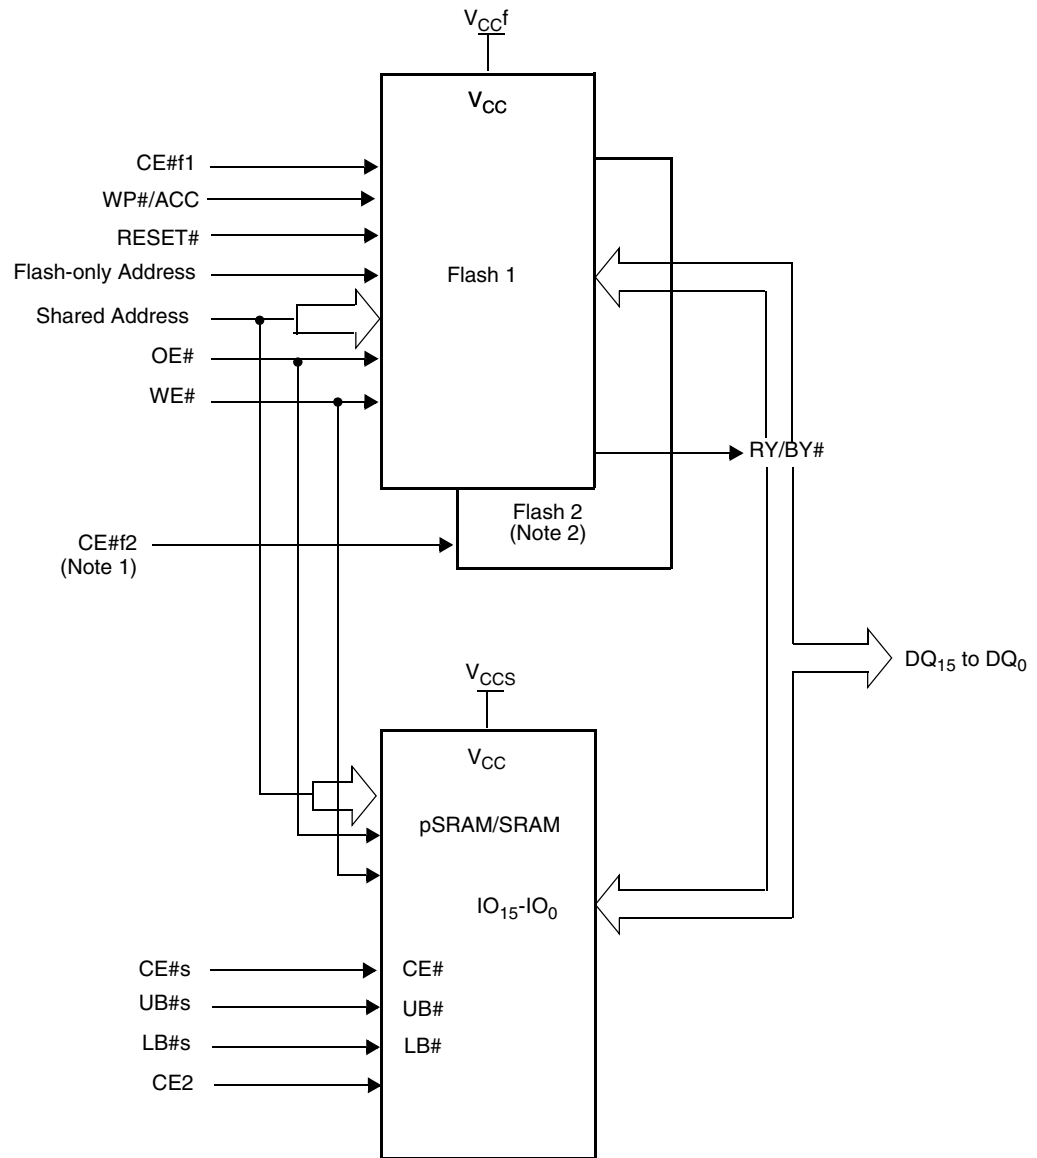 VCCf
VCC
CE#f1
WP#/ACC
RESET#
Flash-only Address
Flash 1
Shared Address
OE#
WE#
RY/BY#
Flash 2
(Note 2)
CE#f2
(Note 1)
DQ15 to DQ0
VCCS
VCC
pSRAM/SRAM
IO15-IO0
CE#s
CE#
UB#s
UB#
LB#s
LB#
CE2